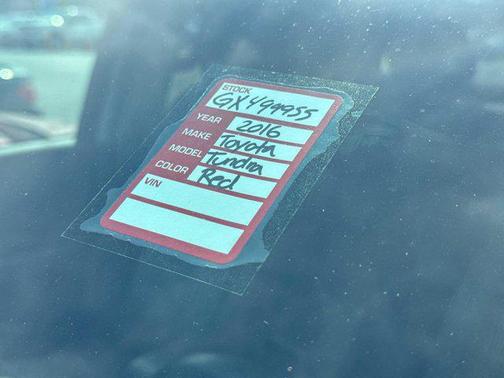 STOCK
GX499955
YEAR 2016
MAKE Toyota
MODEL Tundra
COLOR Red
VIN